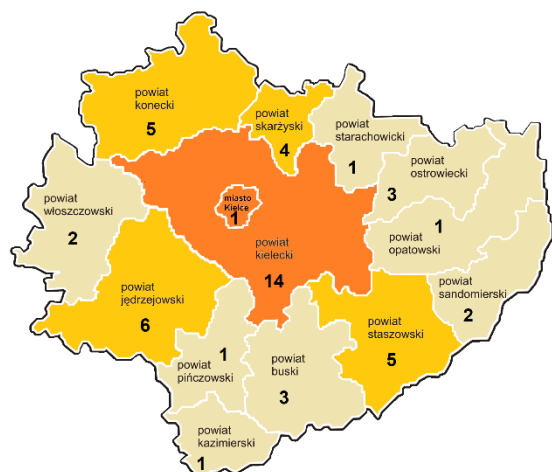 powiat
konecki
5
powiat
skarżyski
4
powiat
starachowicki
1
powiat
ostrowiecki
3
powiat
włoszczowski
2
miasto
Kielce
1
powiat
kielecki
14
1
powiat
opatowski
powiat
sandomierski
2
powiat
jędrzejowski
6
powiat
staszowski
5
1
powiat
pińczowski
powiat
buski
3
powiat
kazimierski
1